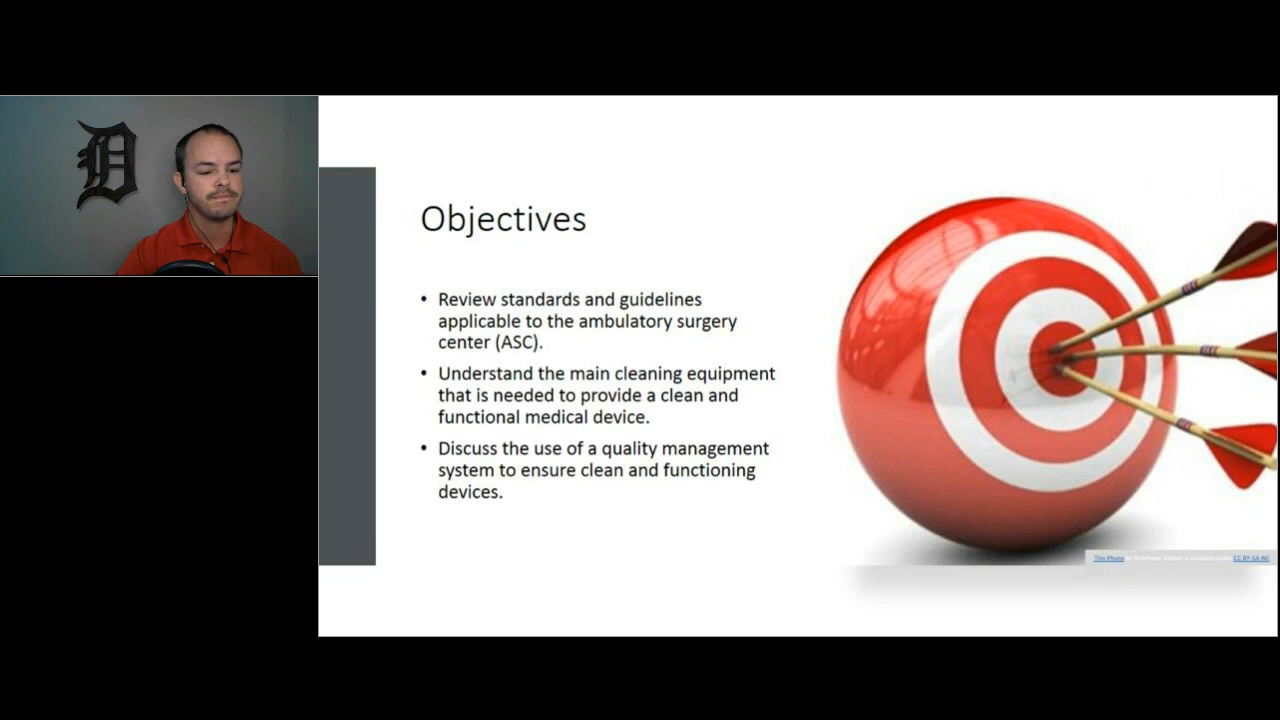 D
Objectives
• Review standards and guidelines
applicable to the ambulatory surgery
center (ASC).
• Understand the main cleaning equipment
that is needed to provide a clean and
functional medical device.
• Discuss the use of a quality management
system to ensure clean and functioning
devices.
This Photo by Unknown Author is licensed under CC BY-SA-NC